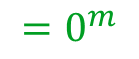 = 0^m